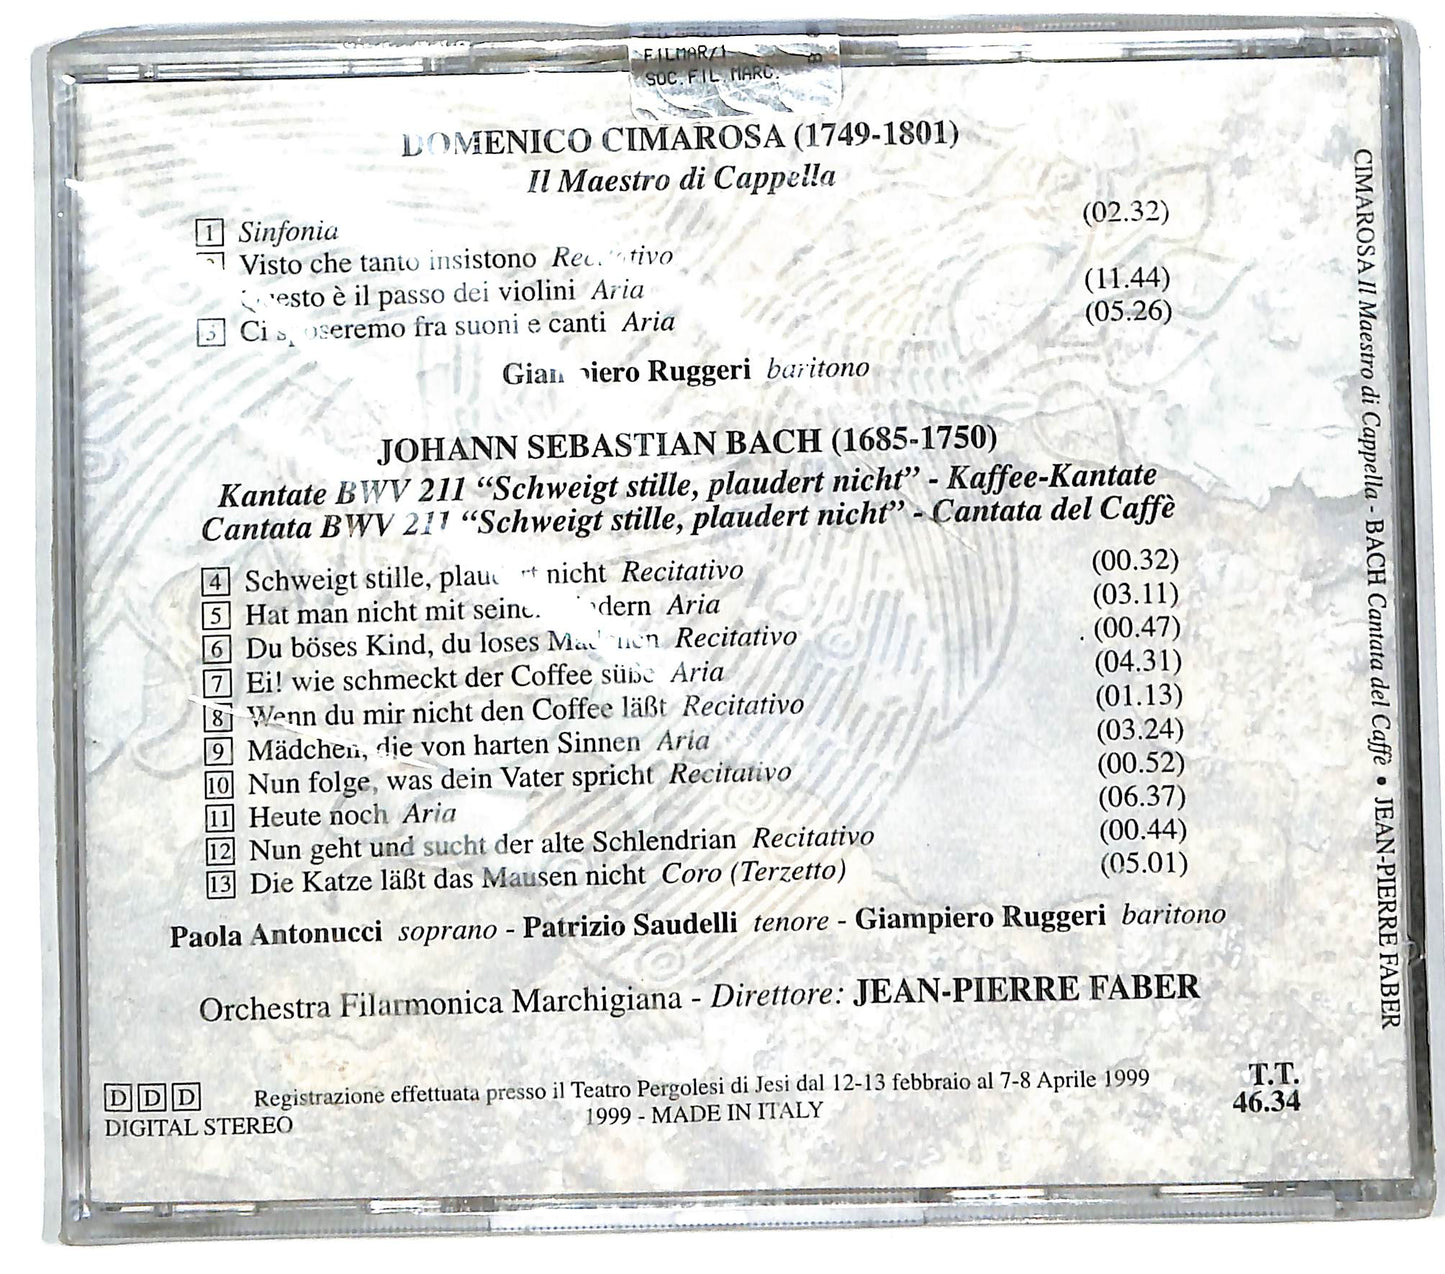 FILMAR/1
SOC. FIL MARC.
DOMENICO CIMAROSA (1749-1801)
Il Maestro di Cappella
1 Sinfonia (02.32)
Visto che tanto insistono Recitativo
Questo è il passo dei violini Aria (11.44)
3 Ci sposeremo fra suoni e canti Aria (05.26)
Giampiero Ruggeri baritono
JOHANN SEBASTIAN BACH (1685-1750)
Kantate BWV 211 “Schweigt stille, plaudert nicht” - Kaffee-Kantate
Cantata BWV 211 “Schweigt stille, plaudert nicht” - Cantata del Caffè
4 Schweigt stille, plaudert nicht Recitativo (00.32)
5 Hat man nicht mit seinen Kindern Aria (03.11)
6 Du böses Kind, du loses Mädchen Recitativo (00.47)
7 Ei! wie schmeckt der Coffee süße Aria (04.31)
8 Wenn du mir nicht den Coffee läßt Recitativo (01.13)
9 Mädchen, die von harten Sinnen Aria (03.24)
10 Nun folge, was dein Vater spricht Recitativo (00.52)
11 Heute noch Aria (06.37)
12 Nun geht und sucht der alte Schlendrian Recitativo (00.44)
13 Die Katze läßt das Mausen nicht Coro (Terzetto) (05.01)
Paola Antonucci soprano - Patrizio Saudelli tenore - Giampiero Ruggeri baritono
Orchestra Filarmonica Marchigiana - Direttore: JEAN-PIERRE FABER
DDD
DIGITAL STEREO
Registrazione effettuata presso il Teatro Pergolesi di Jesi dal 12-13 febbraio al 7-8 Aprile 1999
1999 - MADE IN ITALY
T.T.
46.34
CIMAROSA Il Maestro di Cappella - BACH Cantata del Caffè • JEAN-PIERRE FABER